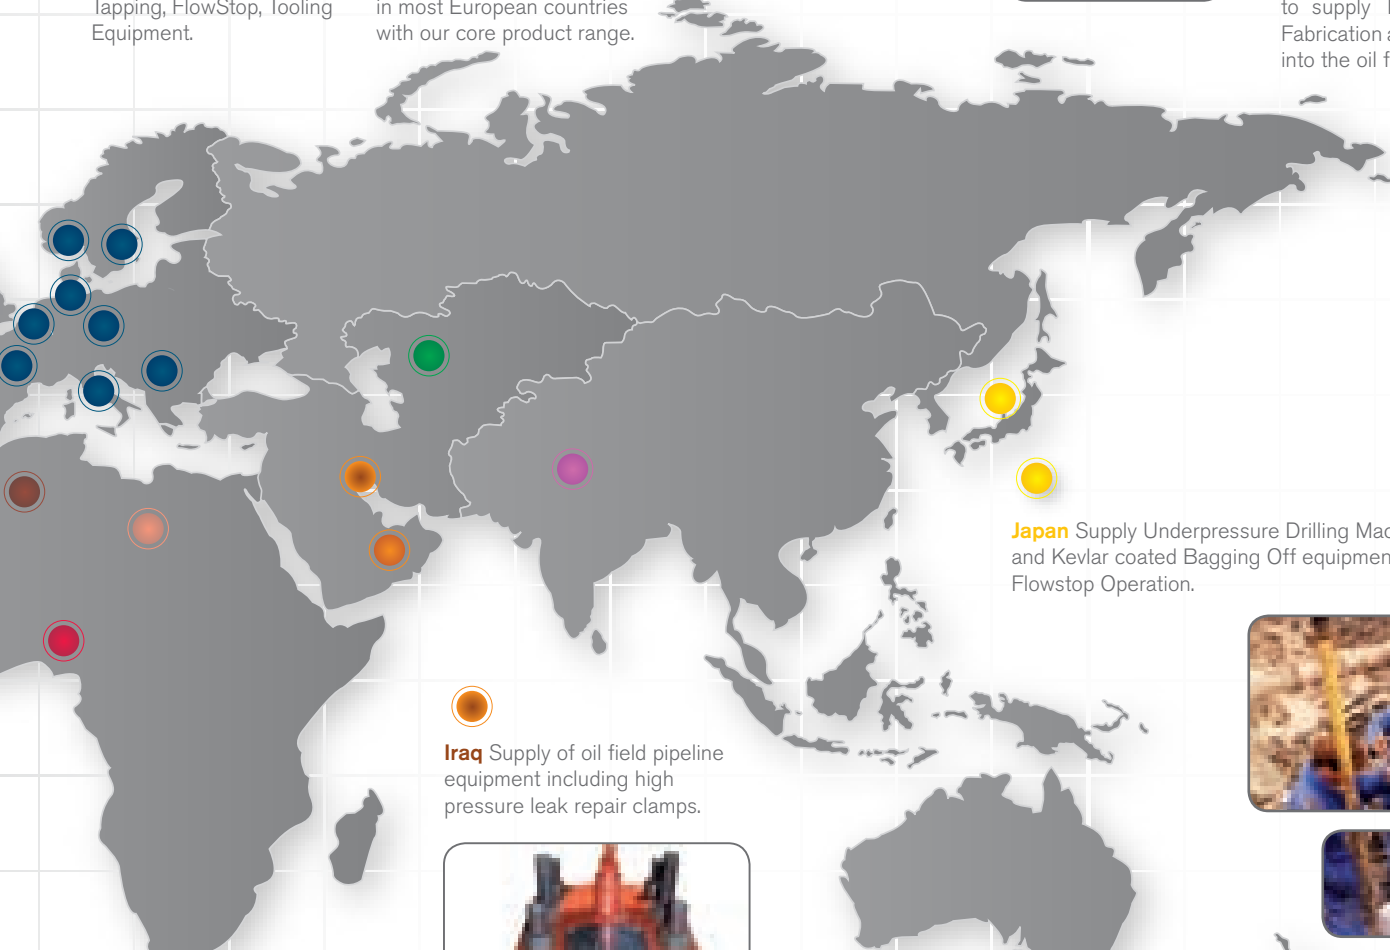 Tapping, FlowStop, Tooling
Equipment.
in most European countries
with our core product range.
to supply
Fabrication
into the oil
Japan Supply Underpressure Drilling
and Kevlar coated Bagging Off
Flowstop Operation.
Iraq Supply of oil field pipeline
equipment including high
pressure leak repair clamps.